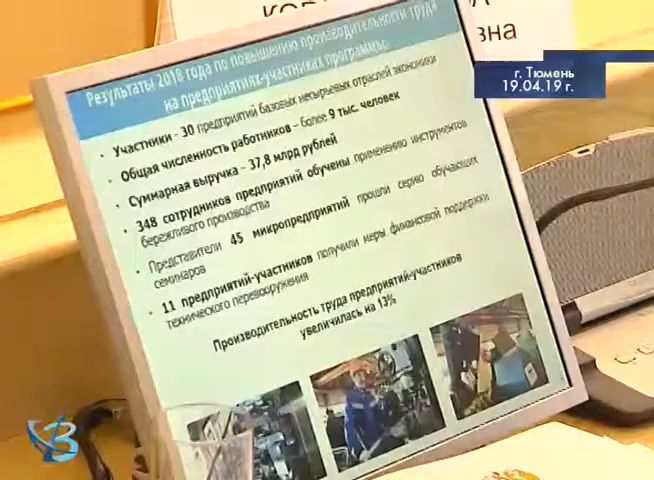 вна
г. Тюмень
19.04.19 г.
Результаты 2018 года по повышению производительности труда
на предприятиях-участниках программы:
• Участники - 30 предприятий базовых несырьевых отраслей экономики
• Общая численность работников – более 9 тыс. человек
• Суммарная выручка – 37,8 млрд рублей
• 348 сотрудников предприятий обучены применению инструментов
бережливого производства
• Представители 45 микропредприятий прошли серию обучающих
семинаров
• 11 предприятий-участников получили меры финансовой поддержки
технического перевооружения
Производительность труда предприятий-участников
увеличилась на 13%